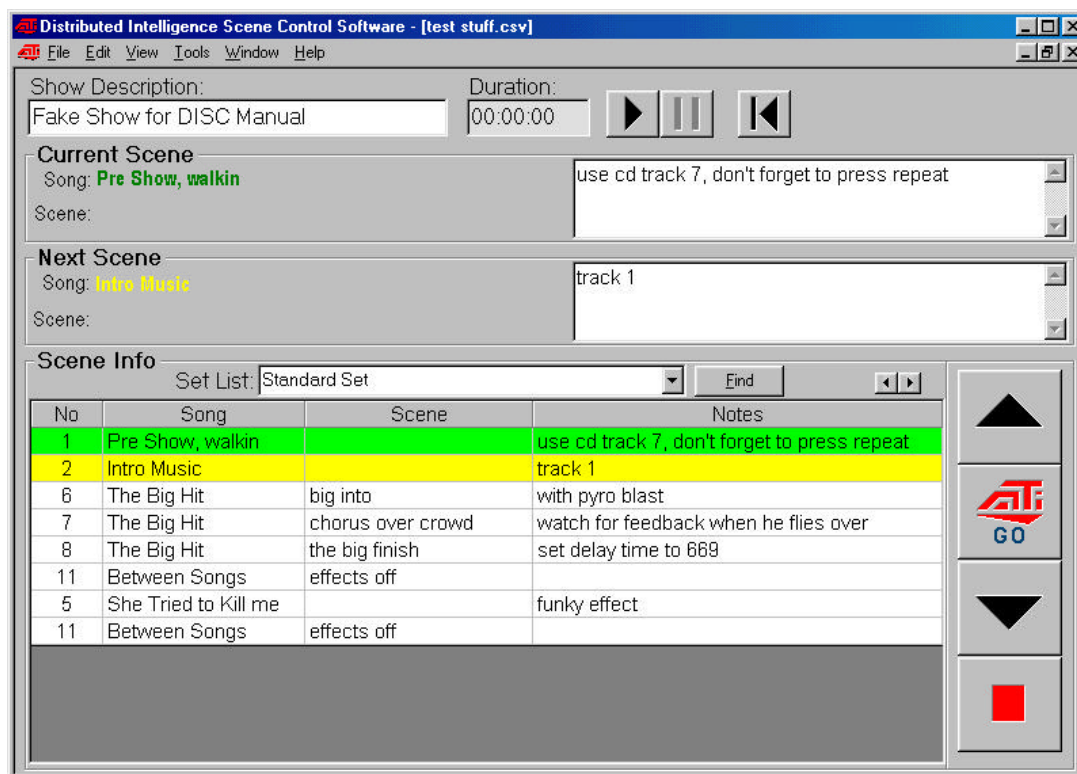 Distributed Intelligence Scene Control Software - [test stuff.csv]
File Edit View Tools Window Help
Show Description: Duration:
Fake Show for DISC Manual 00:00:00
Current Scene
Song: Pre Show, walkin use cd track 7, don't forget to press repeat
Scene:
Next Scene
Song: Intro Music track 1
Scene:
Scene Info
Set List: Standard Set Find
No Song Scene Notes
1 Pre Show, walkin use cd track 7, don't forget to press repeat
2 Intro Music track 1
6 The Big Hit big into with pyro blast
7 The Big Hit chorus over crowd watch for feedback when he flies over
8 The Big Hit the big finish set delay time to 669
11 Between Songs effects off
5 She Tried to Kill me funky effect
11 Between Songs effects off
ATi
GO